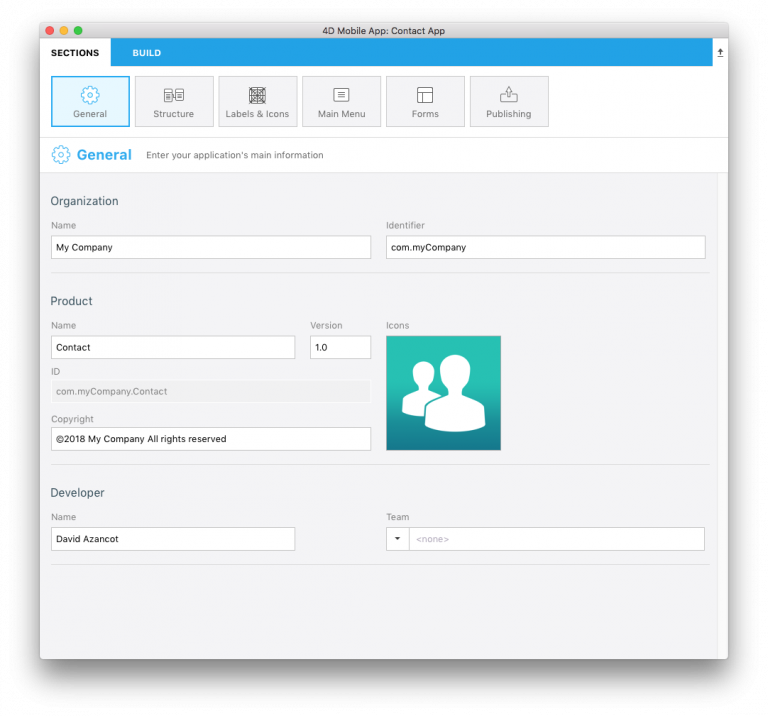 4D Mobile App: Contact App
SECTIONS BUILD
General Structure Labels & Icons Main Menu Forms Publishing
General Enter your application's main information
Organization
Name Identifier
My Company com.myCompany
Product
Name Version Icons
Contact 1.0
ID
com.myCompany.Contact
Copyright
©2018 My Company All rights reserved
Developer
Name Team
David Azancot <none>